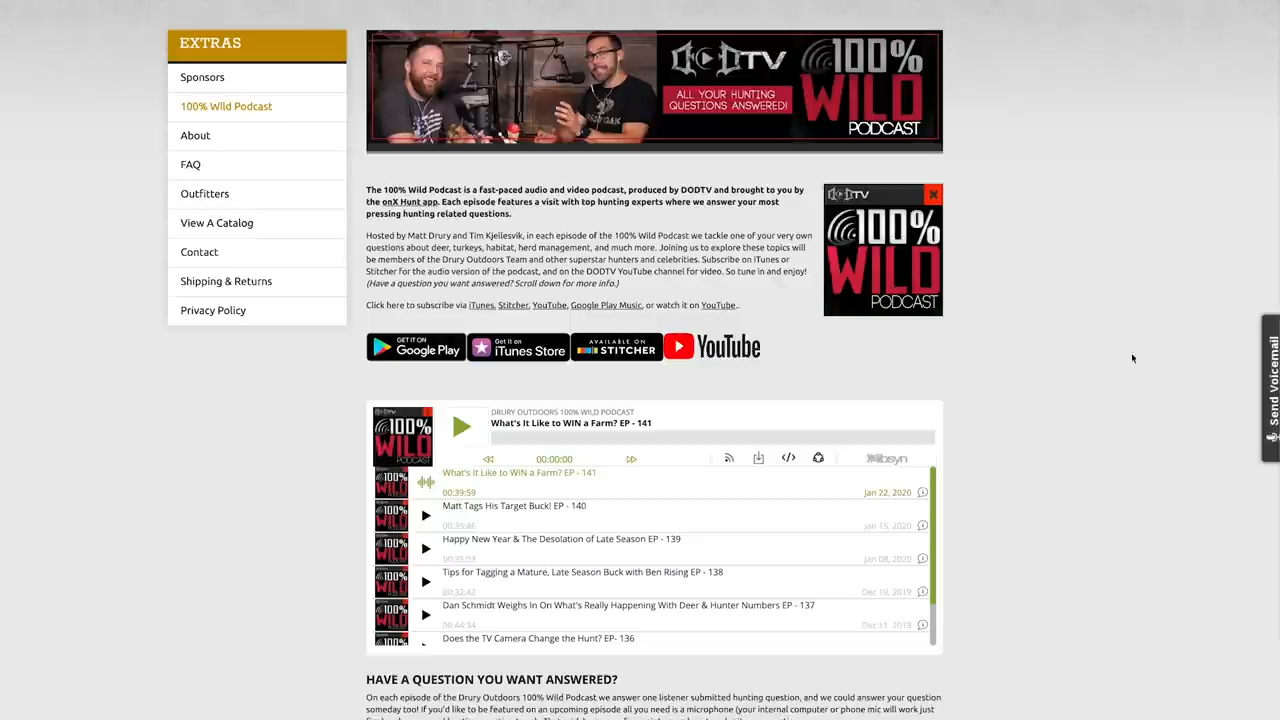 EXTRAS
Sponsors
100% Wild Podcast
About
FAQ
Outfitters
View A Catalog
Contact
Shipping & Returns
Privacy Policy
DODTV
ALL YOUR HUNTING
QUESTIONS ANSWERED!
100%
WILD
PODCAST
The 100% Wild Podcast is a fast-paced audio and video podcast, produced by DODTV and brought to you by
the onX Hunt app. Each episode features a visit with top hunting experts where we answer your most
pressing hunting related questions.
Hosted by Matt Drury and Tim Kjellesvik, in each episode of the 100% Wild Podcast we tackle one of your very own
questions about deer, turkeys, habitat, herd management, and much more. Joining us to explore these topics will
be members of the Drury Outdoors Team and other superstar hunters and celebrities. Subscribe on iTunes or
Stitcher for the audio version of the podcast, and on the DODTV YouTube channel for video. So tune in and enjoy!
(Have a question you want answered? Scroll down for more info.)
Click here to subscribe via iTunes, Stitcher, YouTube, Google Play Music, or watch it on YouTube..
DODTV
100%
WILD
PODCAST
GET IT ON
Google Play
Get it on
iTunes Store
AVAILABLE ON
STITCHER
YouTube
100%
WILD
PODCAST
DRURY OUTDOORS 100% WILD PODCAST
What's It Like to WIN a Farm? EP - 141
00:00:00
libsyn
What's It Like to WIN a Farm? EP - 141
00:39:59 Jan 22, 2020
Matt Tags His Target Buck! EP - 140
00:35:46 Jan 15, 2020
Happy New Year & The Desolation of Late Season EP - 139
00:35:03 Jan 08, 2020
Tips for Tagging a Mature, Late Season Buck with Ben Rising EP - 138
00:32:42 Dec 19, 2019
Dan Schmidt Weighs In On What's Really Happening With Deer & Hunter Numbers EP - 137
00:44:34 Dec 11, 2019
Does the TV Camera Change the Hunt? EP- 136
Send Voicemail
HAVE A QUESTION YOU WANT ANSWERED?
On each episode of the Drury Outdoors 100% Wild Podcast we answer one listener submitted hunting question, and we could answer your question
someday too! If you'd like to be featured on an upcoming episode all you need is a microphone (your internal computer or phone mic will work just